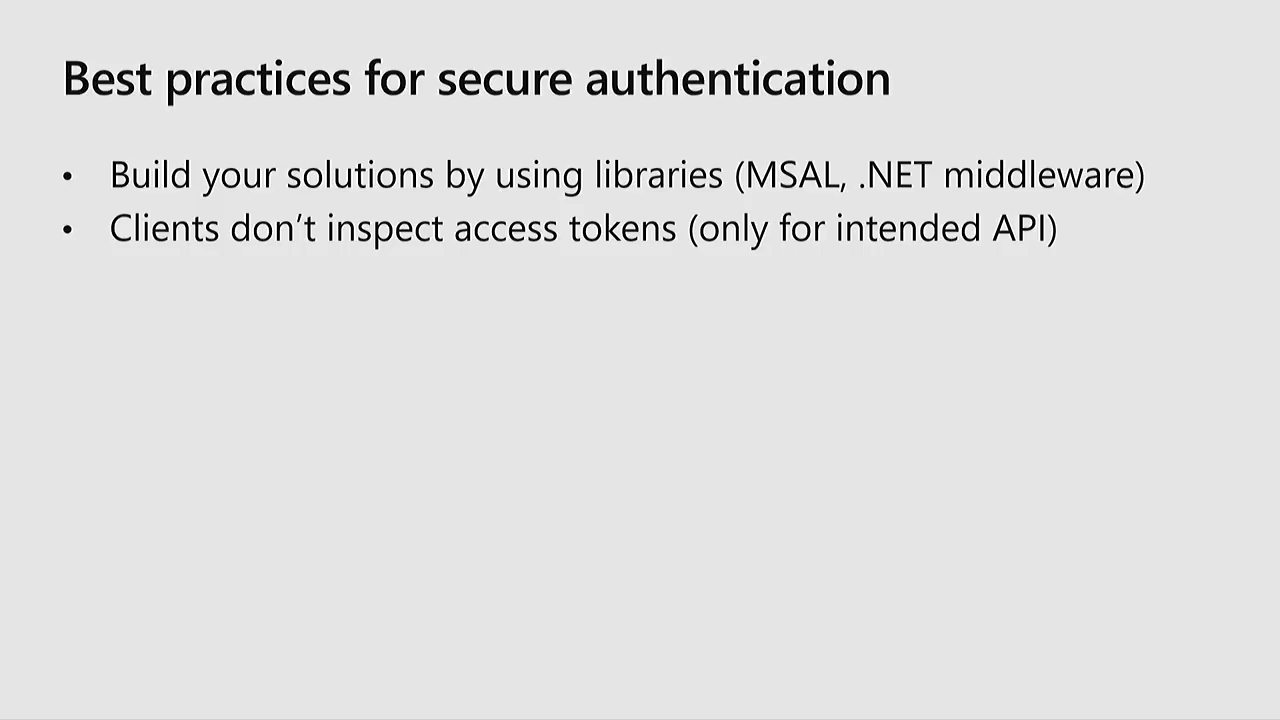 Best practices for secure authentication
• Build your solutions by using libraries (MSAL, .NET middleware)
• Clients don’t inspect access tokens (only for intended API)